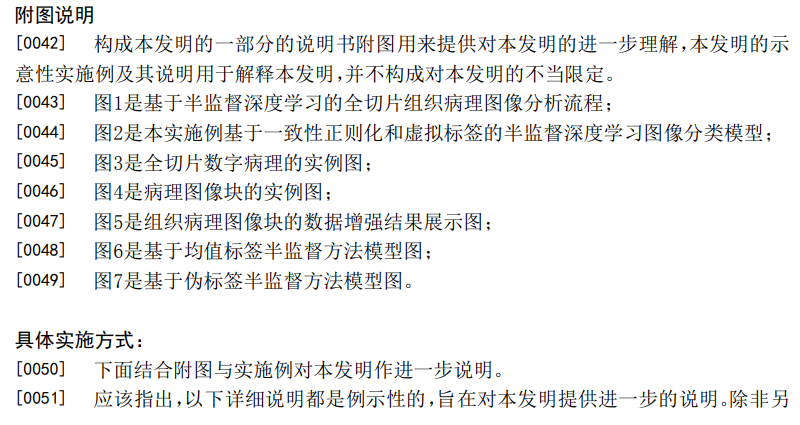 附图说明
[0042] 构成本发明的一部分的说明书附图用来提供对本发明的进一步理解,本发明的示
意性实施例及其说明用于解释本发明,并不构成对本发明的不当限定。
[0043] 图1是基于半监督深度学习的全切片组织病理图像分析流程;
[0044] 图2是本实施例基于一致性正则化和虚拟标签的半监督深度学习图像分类模型;
[0045] 图3是全切片数字病理的实例图;
[0046] 图4是病理图像块的实例图;
[0047] 图5是组织病理图像块的数据增强结果展示图;
[0048] 图6是基于均值标签半监督方法模型图;
[0049] 图7是基于伪标签半监督方法模型图。
具体实施方式:
[0050] 下面结合附图与实施例对本发明作进一步说明。
[0051] 应该指出,以下详细说明都是例示性的,旨在对本发明提供进一步的说明。除非另